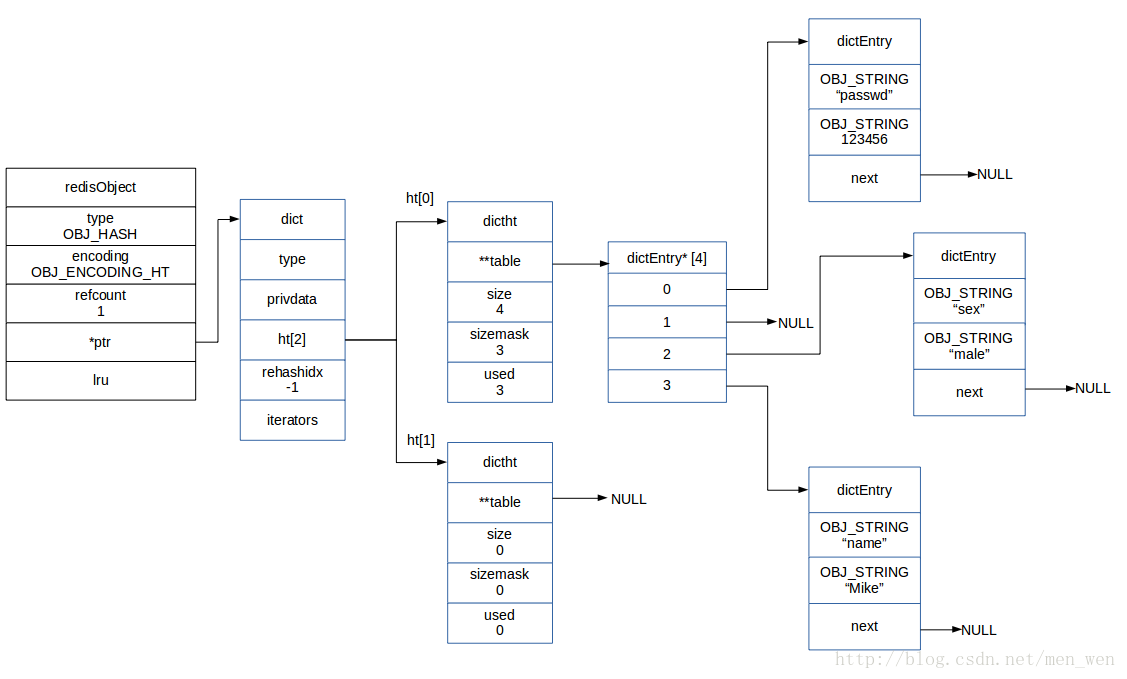 redisObject
type
OBJ_HASH
encoding
OBJ_ENCODING_HT
refcount
1
*ptr
lru
dict
type
privdata
ht[2]
rehashidx
-1
iterators
ht[0]
dictht
**table
size
4
sizemask
3
used
3
ht[1]
dictht
**table
NULL
size
0
sizemask
0
used
0
dictEntry* [4]
0
1
NULL
2
3
dictEntry
OBJ_STRING
“passwd”
OBJ_STRING
123456
next
NULL
dictEntry
OBJ_STRING
“sex”
OBJ_STRING
“male”
next
NULL
dictEntry
OBJ_STRING
“name”
OBJ_STRING
“Mike”
next
NULL
http://blog.csdn.net/men_wen